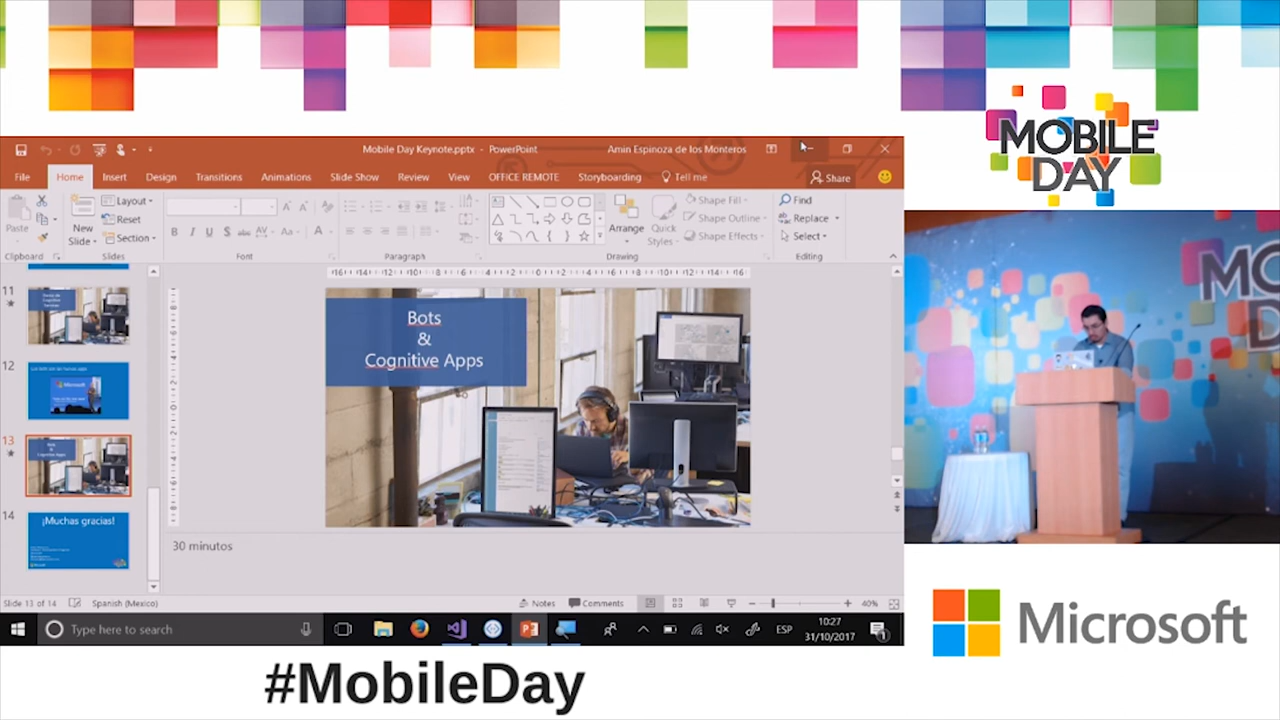 MOBILE
DAY
Mobile Day Keynote.pptx - PowerPoint
Amin Espinoza de los Monteros
File
Home
Insert
Design
Transitions
Animations
Slide Show
Review
View
OFFICE REMOTE
Storyboarding
Tell me
Share
Paste
Clipboard
New
Slide
Layout
Reset
Section
Slides
B I U S abc AV Aa A
Font
Paragraph
Arrange
Quick
Styles
Shape Fill
Shape Outline
Shape Effects
Drawing
Find
Replace
Select
Editing
11
12
13
14
¡Muchas gracias!
Bots
&
Cognitive Apps
30 minutos
Slide 13 of 14
Spanish (Mexico)
Notes
Comments
40%
Type here to search
ESP
10:27
31/10/2017
MO
D
Microsoft
#MobileDay